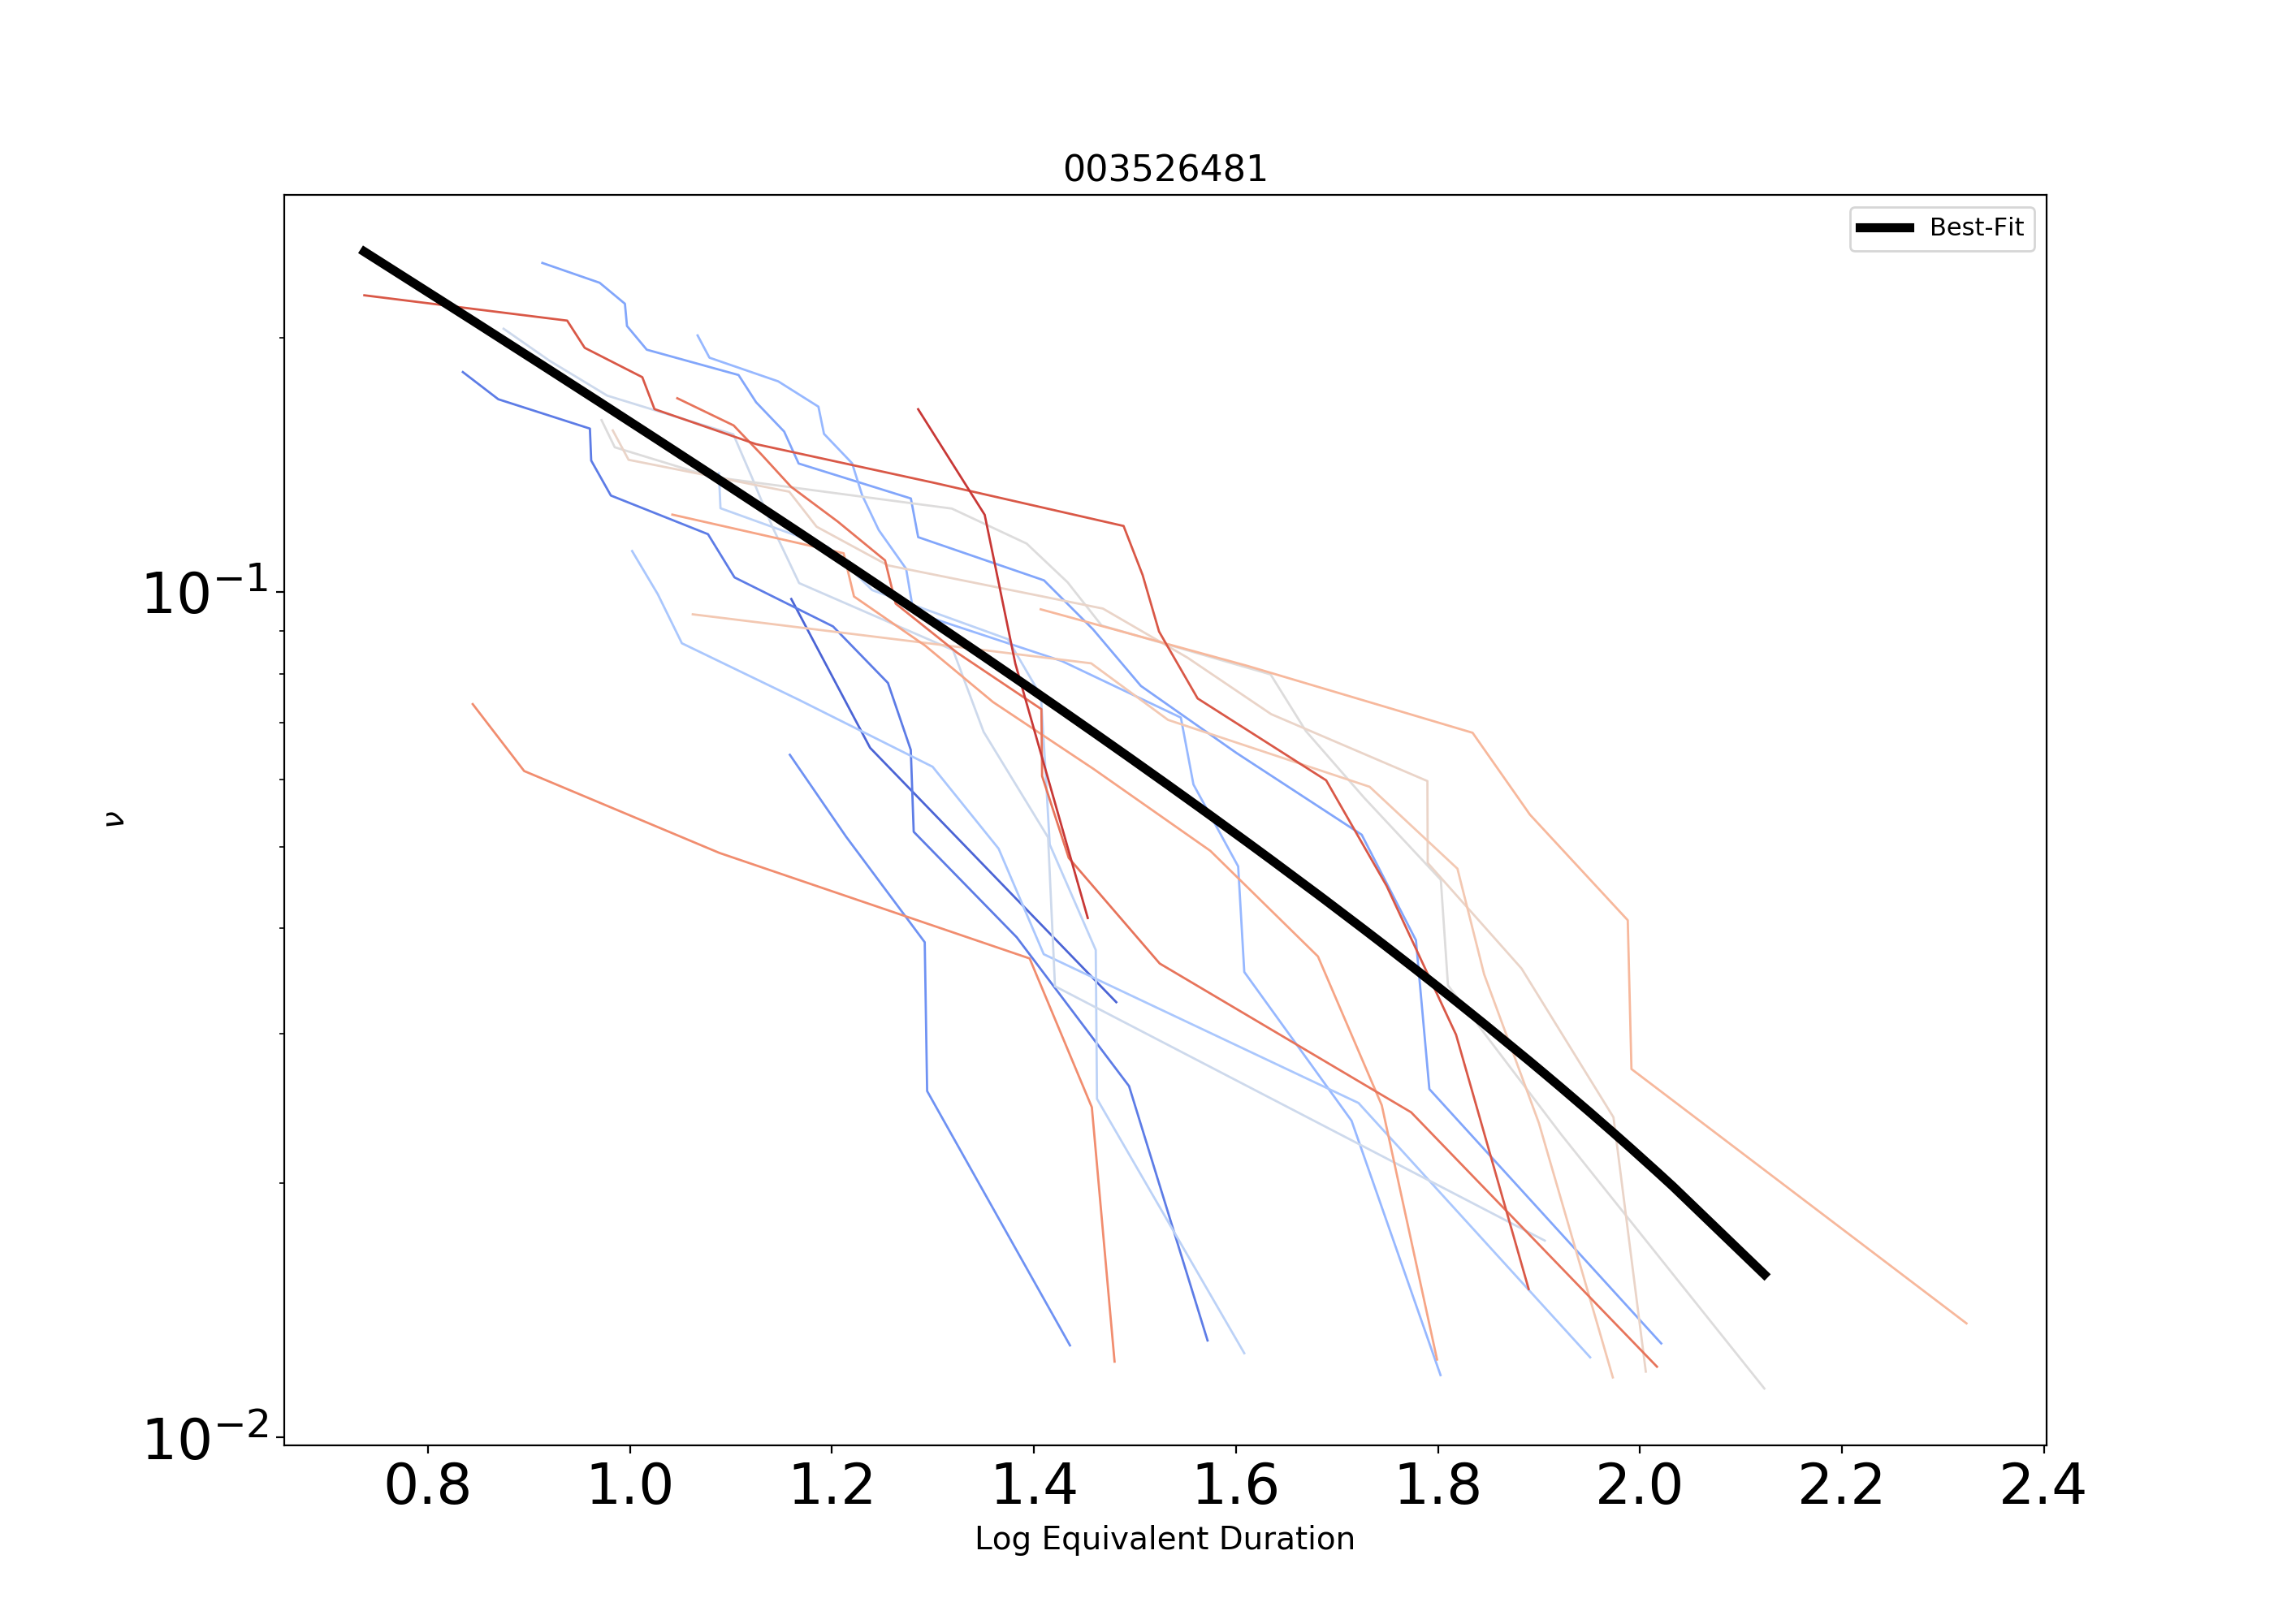 003526481
Best-Fit
10⁻¹
ν
10⁻²
0.8 1.0 1.2 1.4 1.6 1.8 2.0 2.2 2.4
Log Equivalent Duration